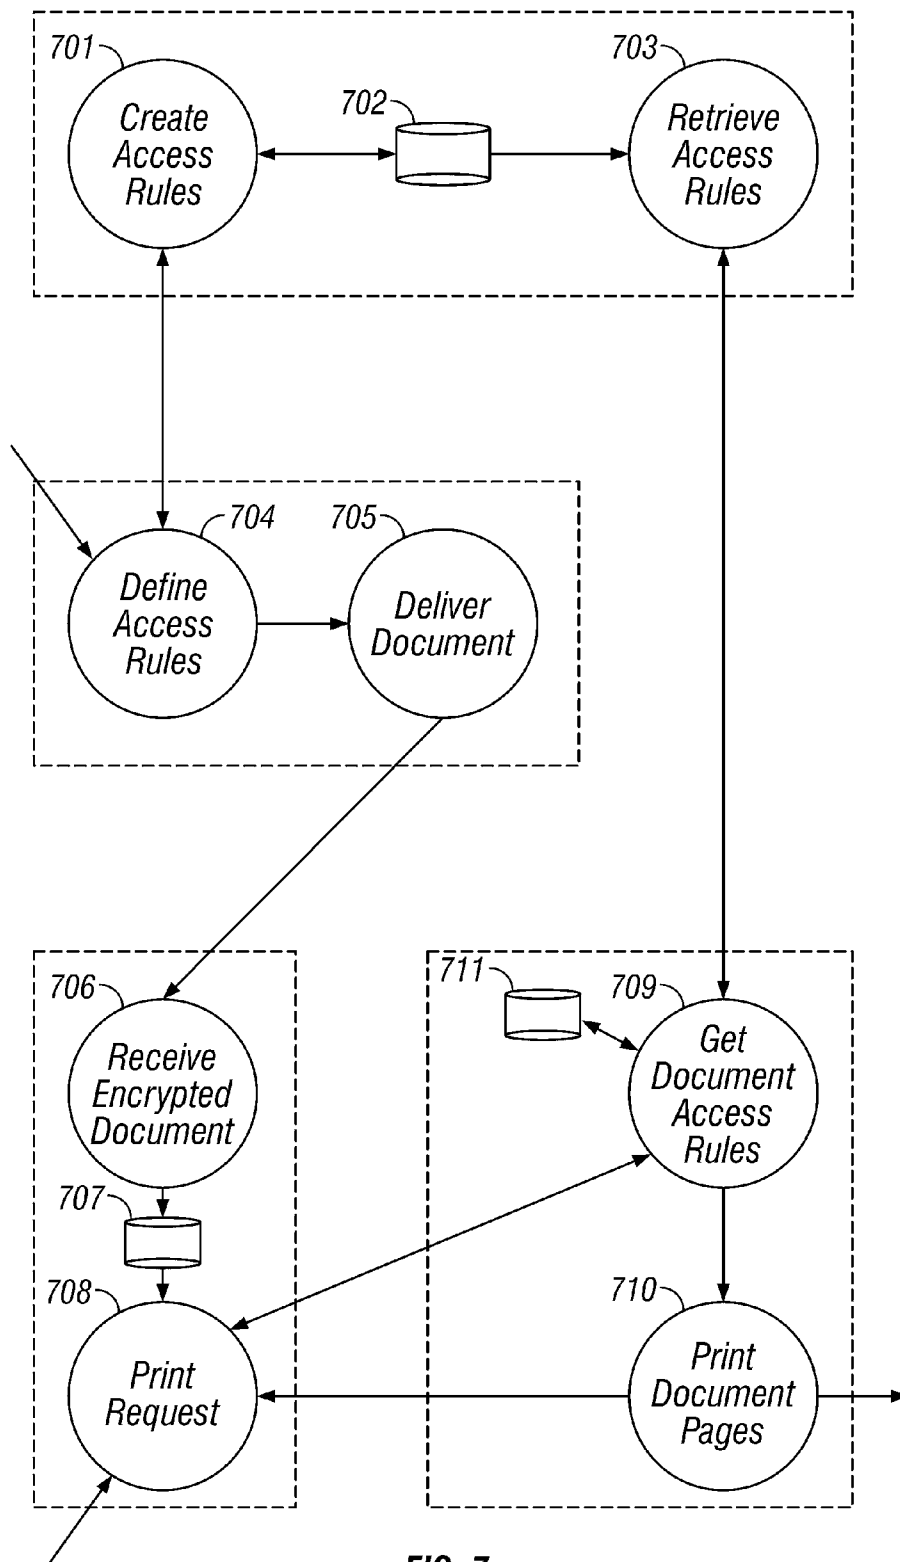 701
703
702
Create
Access
Rules
Retrieve
Access
Rules
704
705
Define
Access
Rules
Deliver
Document
706
711
709
Receive
Encrypted
Document
Get
Document
Access
Rules
707
708
710
Print
Request
Print
Document
Pages
FIG. 7